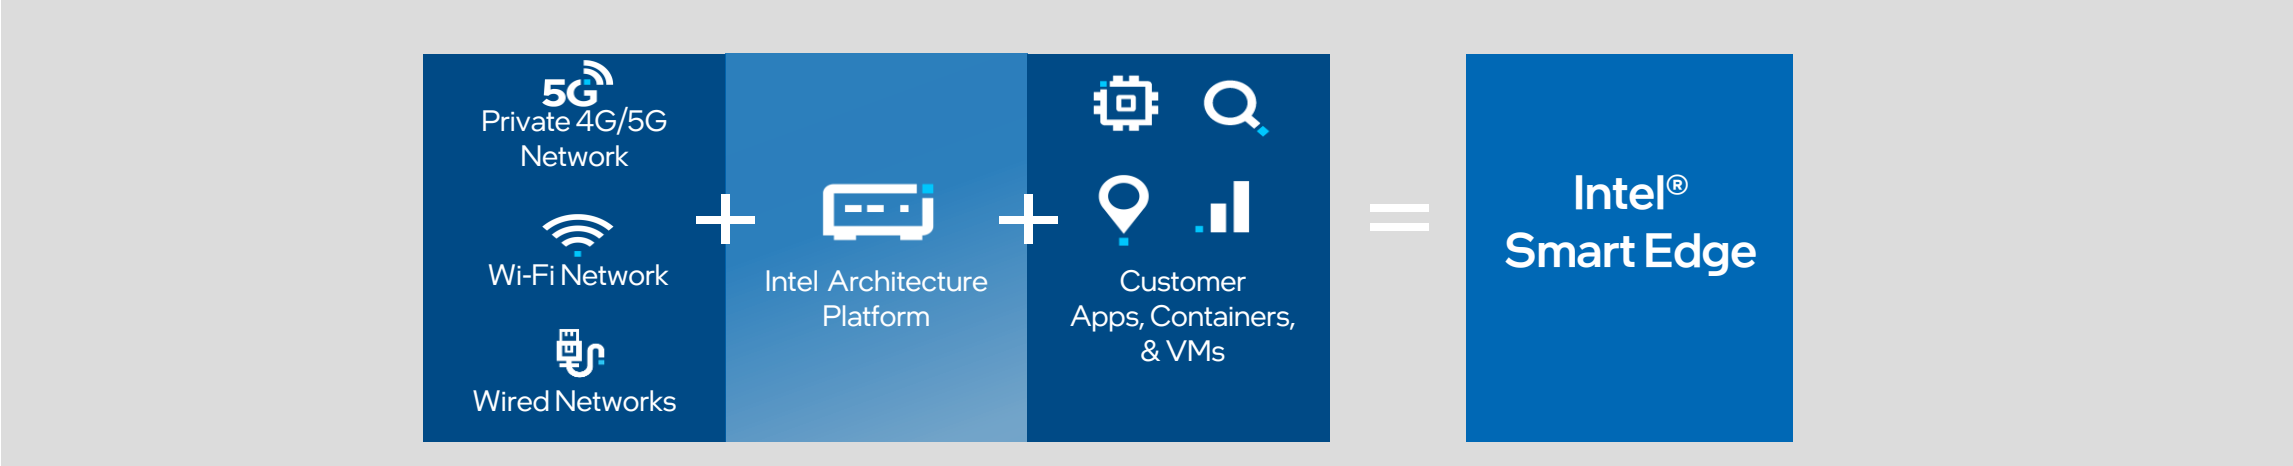 5G
Private 4G/5G
Network
Wi-Fi Network
Wired Networks
+
Intel Architecture
Platform
+
Customer
Apps, Containers,
& VMs
=
Intel®
Smart Edge